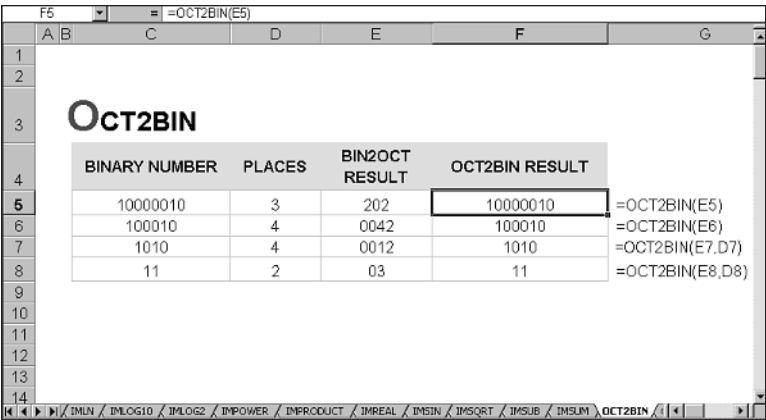 F5 = =OCT2BIN(E5)
A B C D E F G
1
2
3 OCT2BIN
4 BINARY NUMBER PLACES BIN2OCT RESULT OCT2BIN RESULT
5 10000010 3 202 10000010 =OCT2BIN(E5)
6 100010 4 0042 100010 =OCT2BIN(E6)
7 1010 4 0012 1010 =OCT2BIN(E7,D7)
8 11 2 03 11 =OCT2BIN(E8,D8)
9
10
11
12
13
14
IMLN / IMLOG10 / IMLOG2 / IMPOWER / IMPRODUCT / IMREAL / IMSIN / IMSQRT / IMSUB / IMSUM \ OCT2BIN /